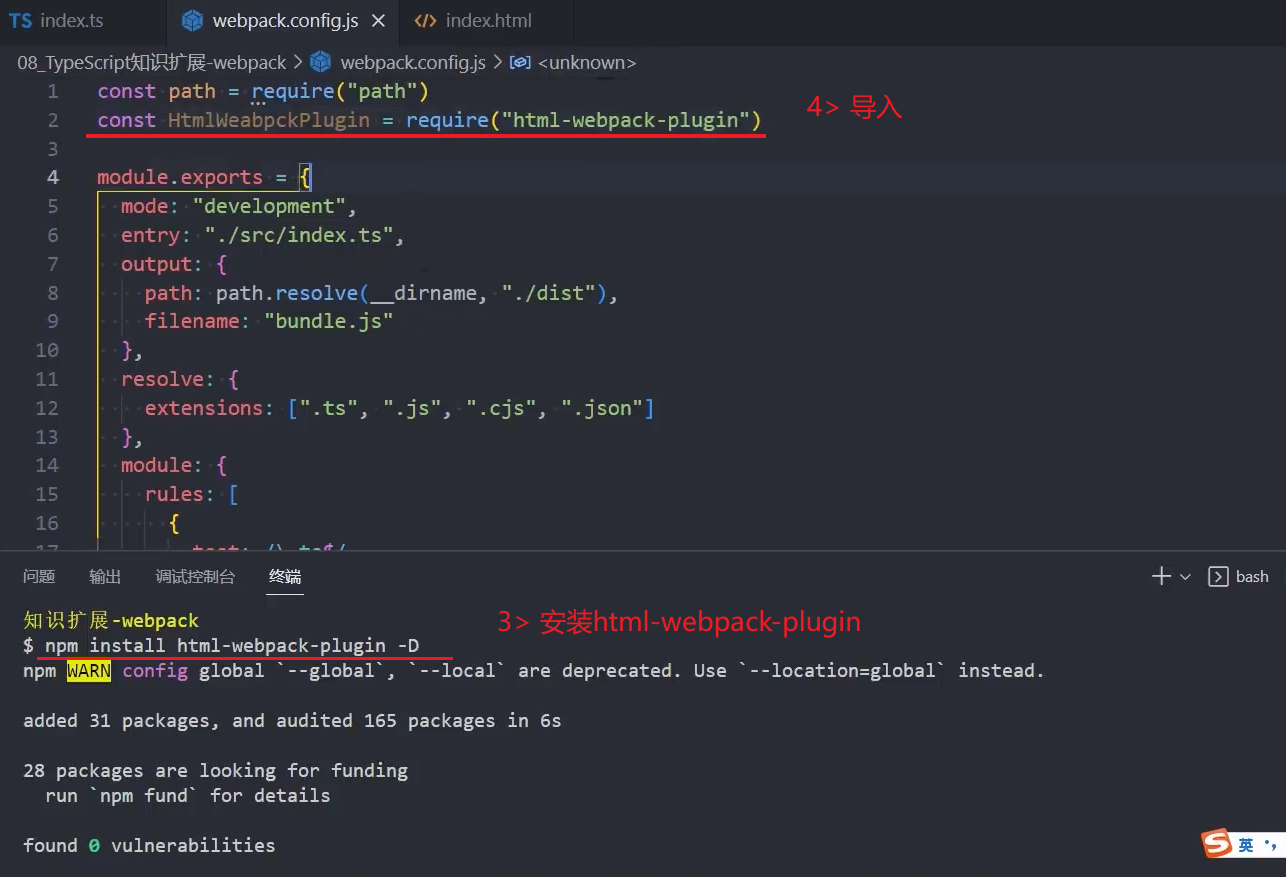 TS index.ts webpack.config.js index.html
08_TypeScript知识扩展-webpack > webpack.config.js > <unknown>
1 const path = require("path")
4> 导入
2 const HtmlWeabpckPlugin = require("html-webpack-plugin")
3
4 module.exports = {
5 mode: "development",
6 entry: "./src/index.ts",
7 output: {
8 path: path.resolve(__dirname, "./dist"),
9 filename: "bundle.js"
10 },
11 resolve: {
12 extensions: [".ts", ".js", ".cjs", ".json"]
13 },
14 module: {
15 rules: [
16 {
17 test: /\.ts$/
问题 输出 调试控制台 终端 bash
知识扩展-webpack
3> 安装html-webpack-plugin
$ npm install html-webpack-plugin -D
npm WARN config global `--global`, `--local` are deprecated. Use `--location=global` instead.
added 31 packages, and audited 165 packages in 6s
28 packages are looking for funding
run `npm fund` for details
found 0 vulnerabilities
英